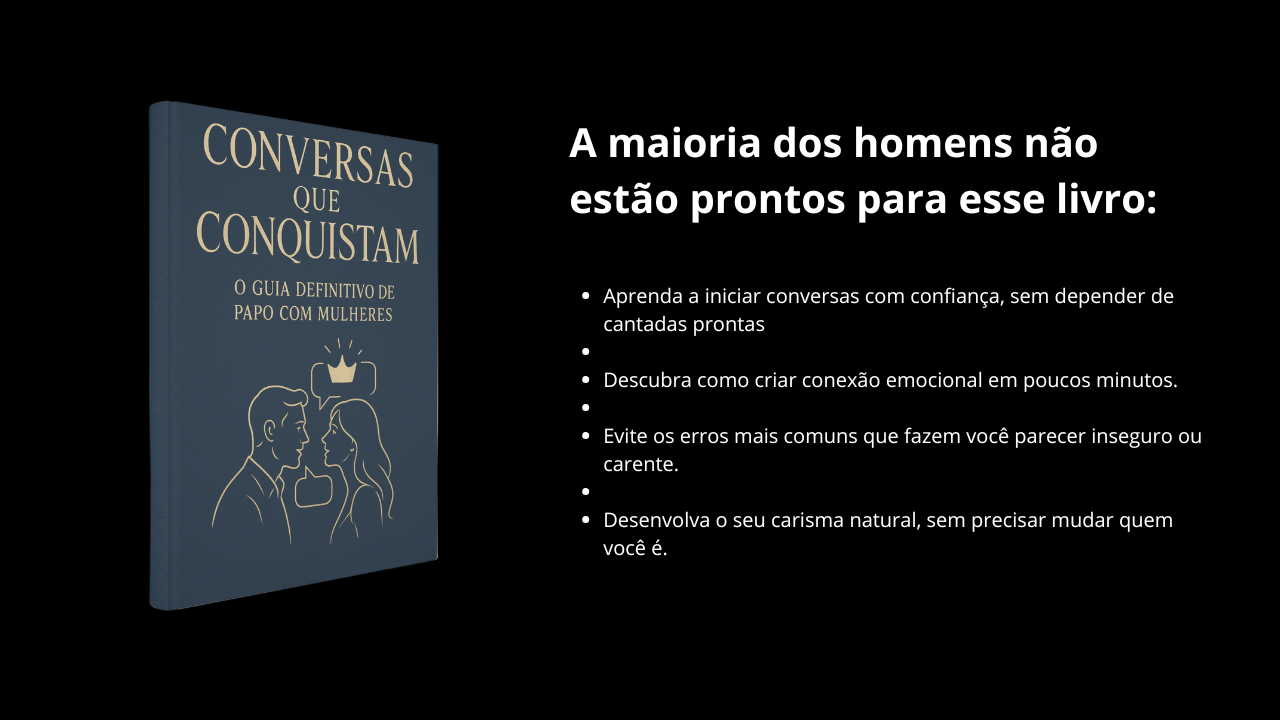 CONVERSAS
QUE
CONQUISTAM
O GUIA DEFINITIVO DE
PAPO COM MULHERES
A maioria dos homens não
estão prontos para esse livro:
• Aprenda a iniciar conversas com confiança, sem depender de
cantadas prontas
•
• Descubra como criar conexão emocional em poucos minutos.
•
• Evite os erros mais comuns que fazem você parecer inseguro ou
carente.
•
• Desenvolva o seu carisma natural, sem precisar mudar quem
você é.